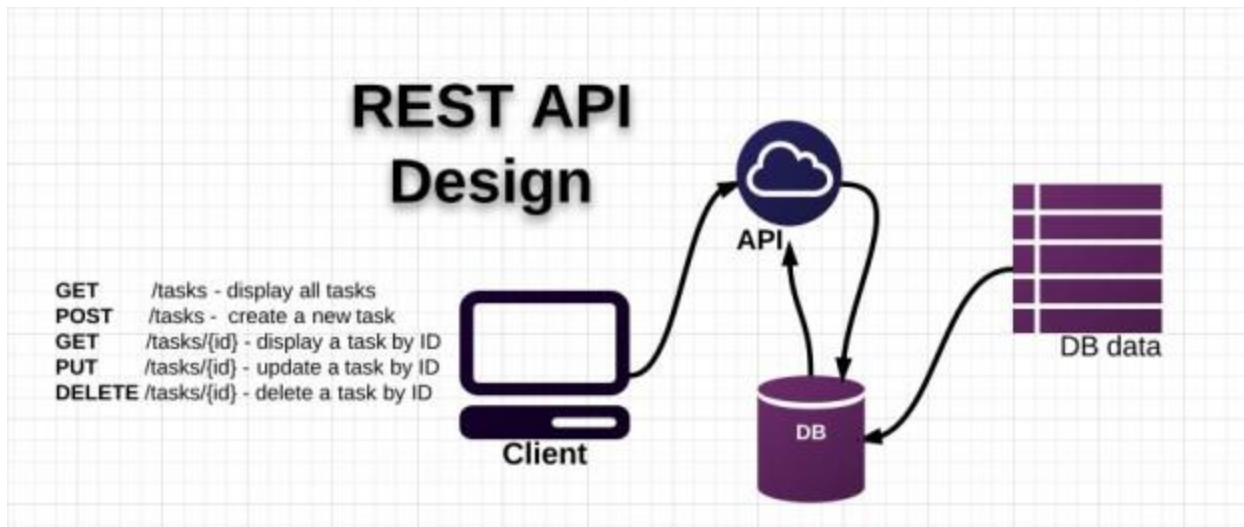 REST API
Design
API
GET /tasks - display all tasks
POST /tasks - create a new task
GET /tasks/{id} - display a task by ID
PUT /tasks/{id} - update a task by ID
DELETE /tasks/{id} - delete a task by ID
Client
DB
DB data